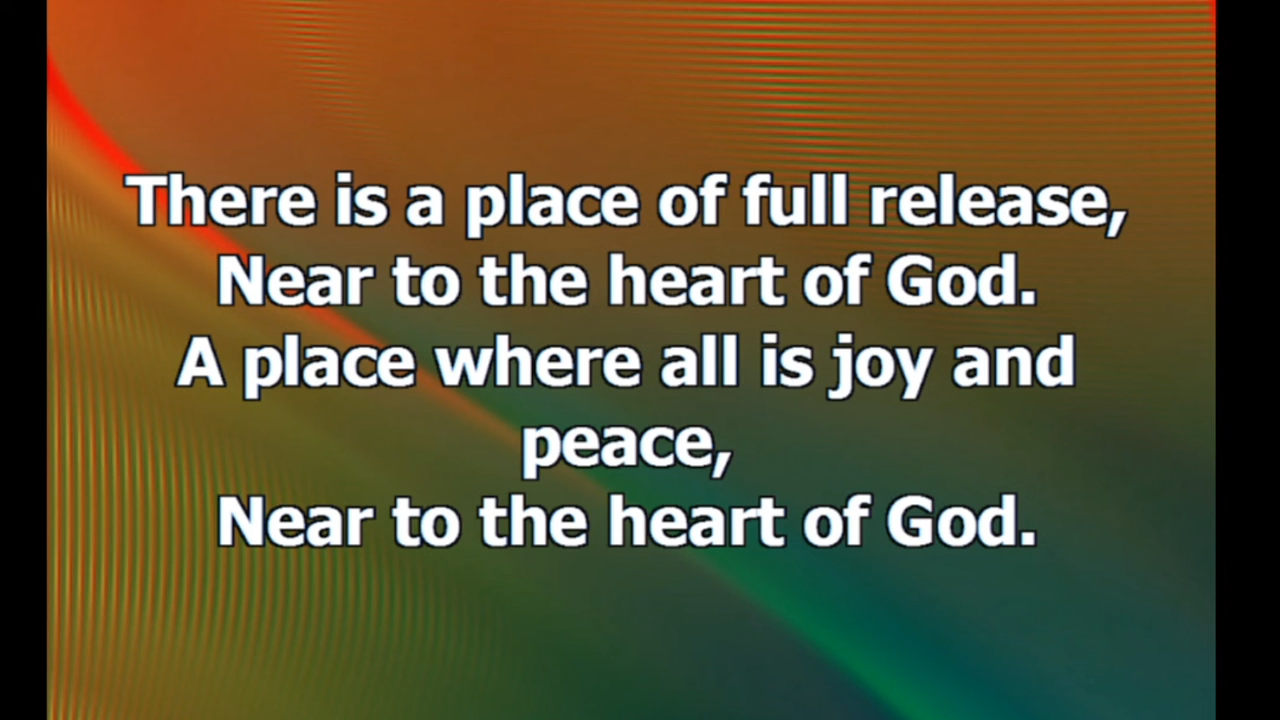 There is a place of full release,
Near to the heart of God.
A place where all is joy and
peace,
Near to the heart of God.